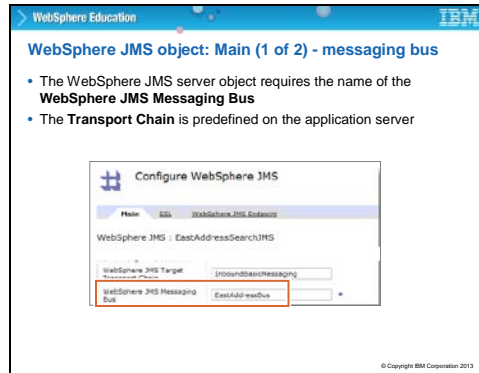 WebSphere Education
IBM
WebSphere JMS object: Main (1 of 2) - messaging bus
• The WebSphere JMS server object requires the name of the
WebSphere JMS Messaging Bus
• The Transport Chain is predefined on the application server
Configure WebSphere JMS
Main SSL WebSphere JMS Endpoint
WebSphere JMS : EastAddressSearchJMS
WebSphere JMS Target
Transport Chain
InboundBasicMessaging
WebSphere JMS Messaging
Bus
EastAddressBus *
© Copyright IBM Corporation 2013